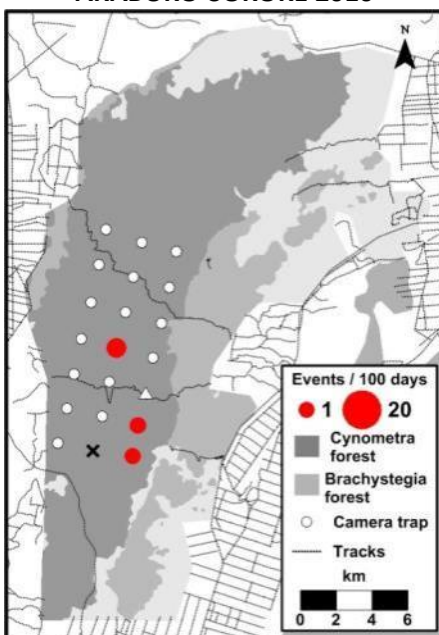 N
Events / 100 days
1 20
Cynometra
forest
Brachystegia
forest
Camera trap
Tracks
km
0 2 4 6